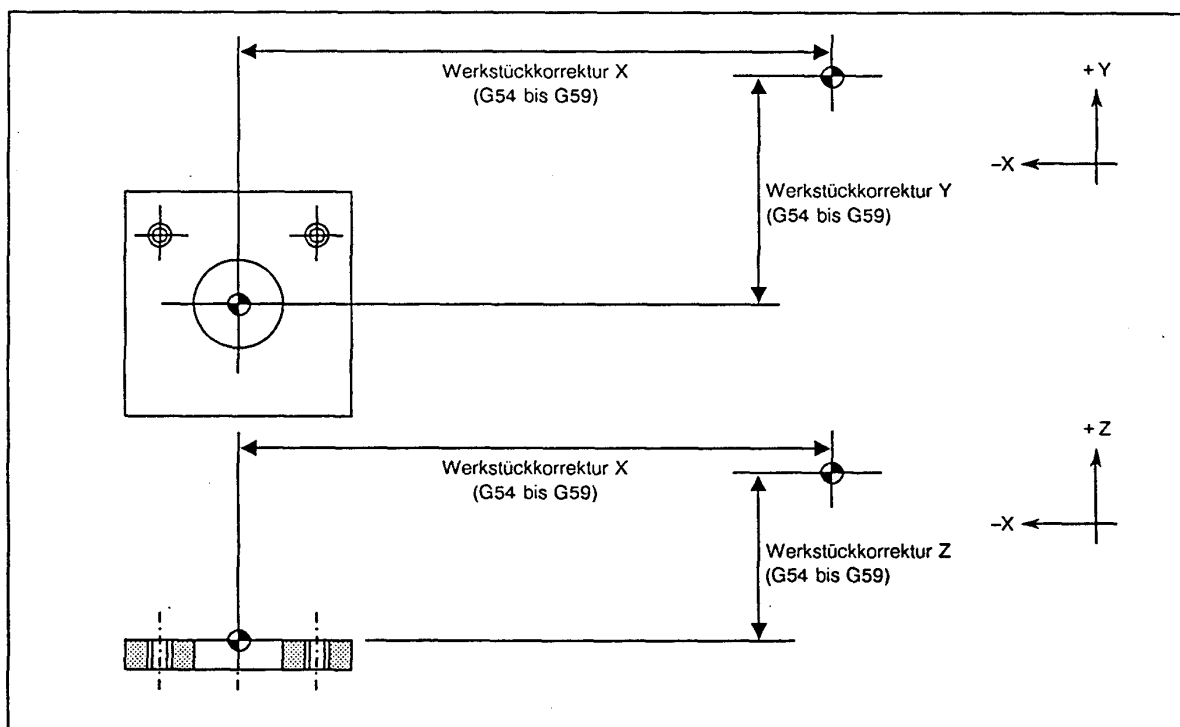 Werkstückkorrektur X
(G54 bis G59)
+Y
–X
Werkstückkorrektur Y
(G54 bis G59)
Werkstückkorrektur X
(G54 bis G59)
+Z
–X
Werkstückkorrektur Z
(G54 bis G59)